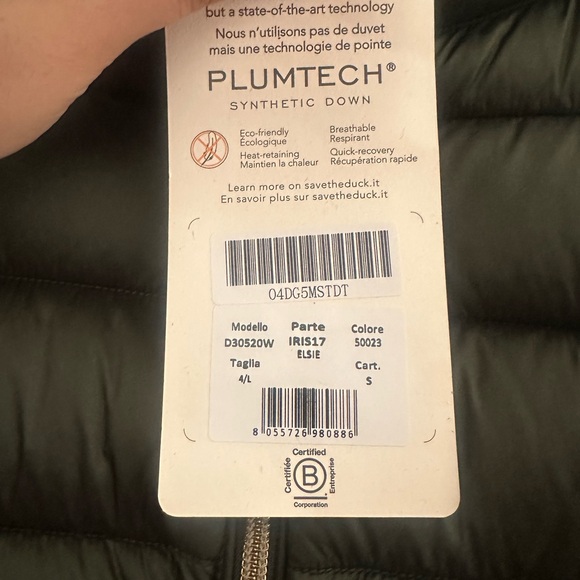 but a state-of-the-art technology
Nous n'utilisons pas de duvet
mais une technologie de pointe
PLUMTECH®
SYNTHETIC DOWN
Eco-friendly
Écologique
Heat-retaining
Maintien la chaleur
Breathable
Respirant
Quick-recovery
Récupération rapide
Learn more on savetheduck.it
En savoir plus sur savetheduck.it
04DG5MSTDT
Modello Parte Colore
D30520W IRIS17 50023
ELSIE
Taglia Cart.
4/L S
8 055726 980886
Certified
Certifiée
B
Entreprise
Corporation